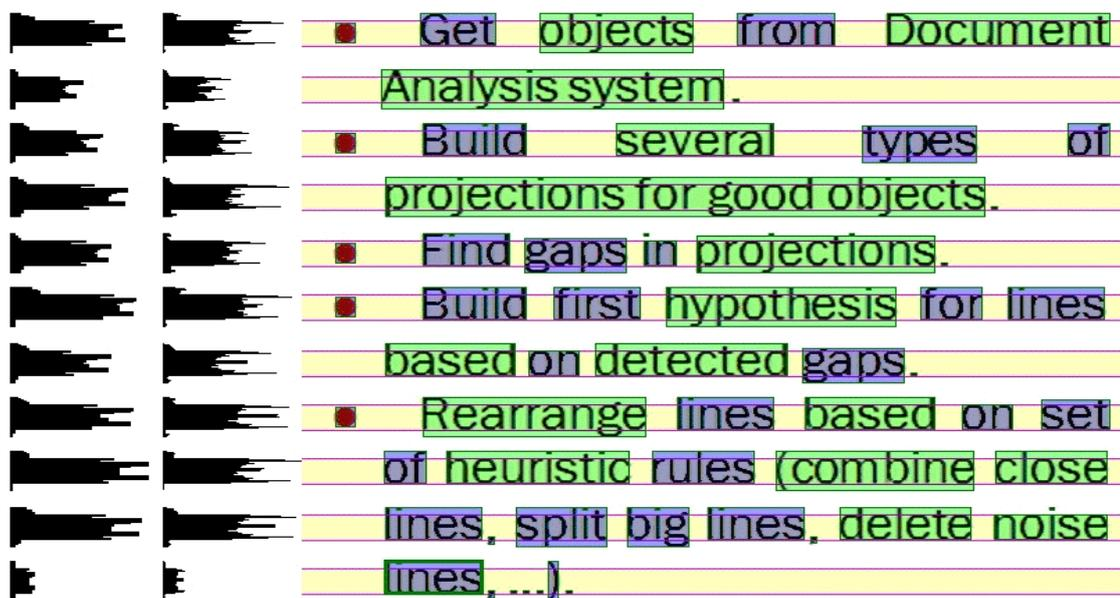 • Get objects from Document
Analysis system.
• Build several types of
projections for good objects.
• Find gaps in projections.
• Build first hypothesis for lines
based on detected gaps.
• Rearrange lines based on set
of heuristic rules (combine close
lines, split big lines, delete noise
lines, ...).